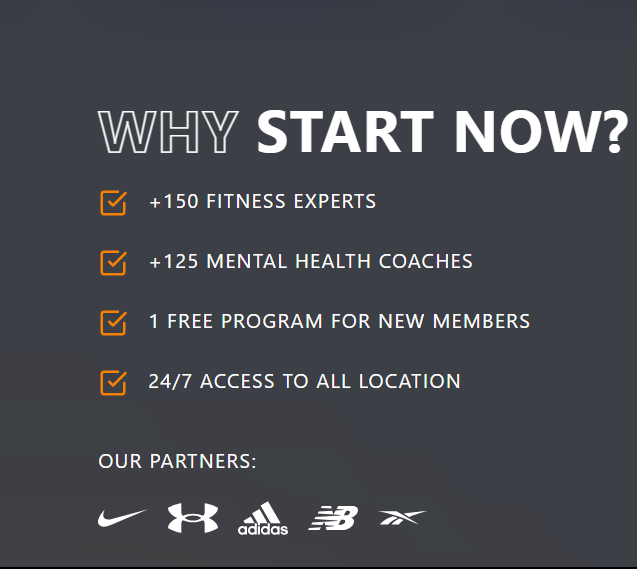 WHY START NOW?
+150 FITNESS EXPERTS
+125 MENTAL HEALTH COACHES
1 FREE PROGRAM FOR NEW MEMBERS
24/7 ACCESS TO ALL LOCATION
OUR PARTNERS:
adidas NB